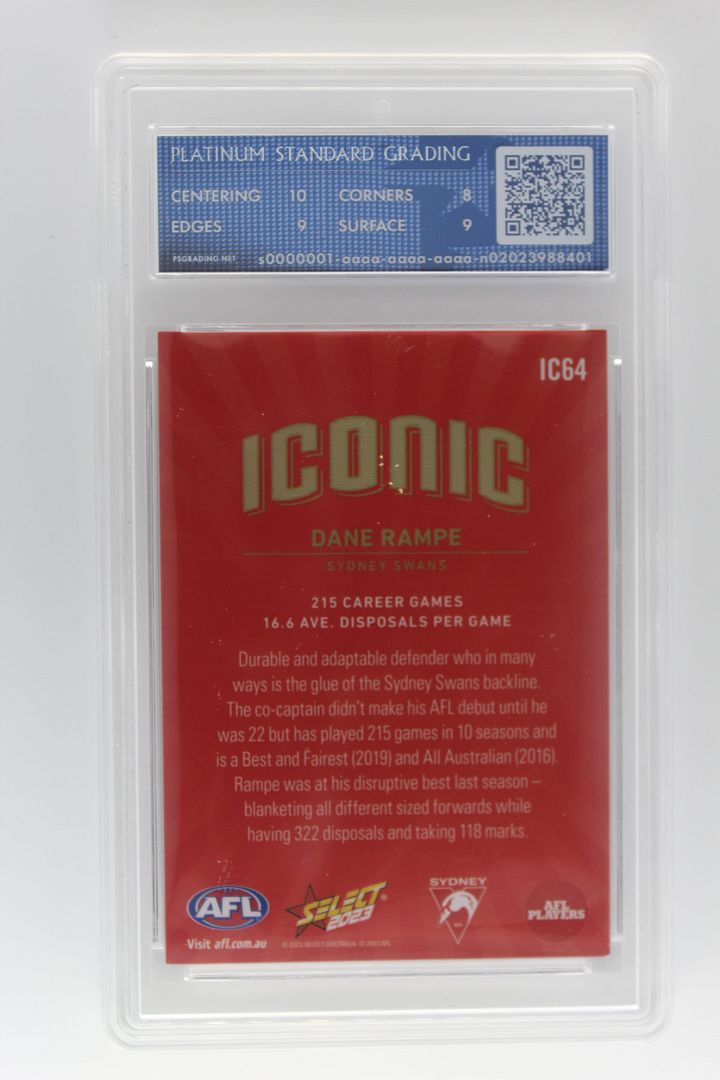 PLATINUM STANDARD GRADING
CENTERING 10 CORNERS 8
EDGES 9 SURFACE 9
PSGRADING.NET s0000001-aaaa-aaaa-aaaa-n02023988401
IC64
ICONIC
DANE RAMPE
SYDNEY SWANS
215 CAREER GAMES
16.6 AVE. DISPOSALS PER GAME
Durable and adaptable defender who in many
ways is the glue of the Sydney Swans backline.
The co-captain didn't make his AFL debut until he
was 22 but has played 215 games in 10 seasons and
is a Best and Fairest (2019) and All Australian (2016).
Rampe was at his disruptive best last season –
blanketing all different sized forwards while
having 322 disposals and taking 118 marks.
AFL
Visit afl.com.au
SELECT
2023
© 2023 SELECT AUSTRALIA © 2023 AFL
SYDNEY
AFL
PLAYERS